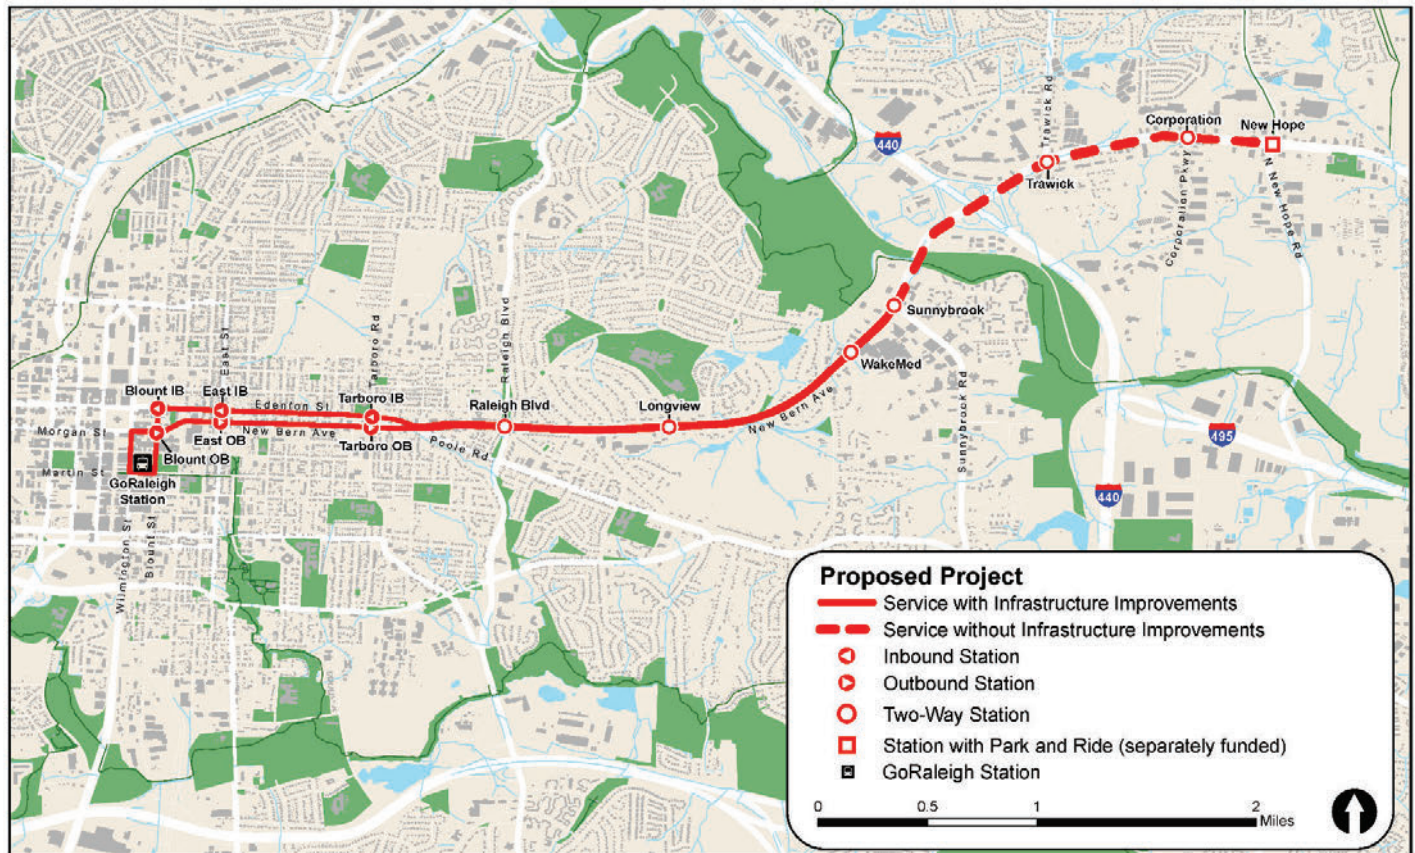 Trawick Rd
Corporation
New Hope
440
Trawick
Corporation Pkwy
N New Hope Rd
Raleigh Blvd
Sunnybrook
East St
Tarboro Rd
WakeMed
Blount IB
East IB
Edenton St
Tarboro IB
Raleigh Blvd
Longview
New Bern Ave
Morgan St
East OB
New Bern Ave
Tarboro OB
Poole Rd
Sunnybrook Rd
495
Blount OB
Martin St
GoRaleigh
Station
440
Wilmington St
Blount St
Proposed Project
Service with Infrastructure Improvements
Service without Infrastructure Improvements
Inbound Station
Outbound Station
Two-Way Station
Station with Park and Ride (separately funded)
GoRaleigh Station
0 0.5 1 2
Miles